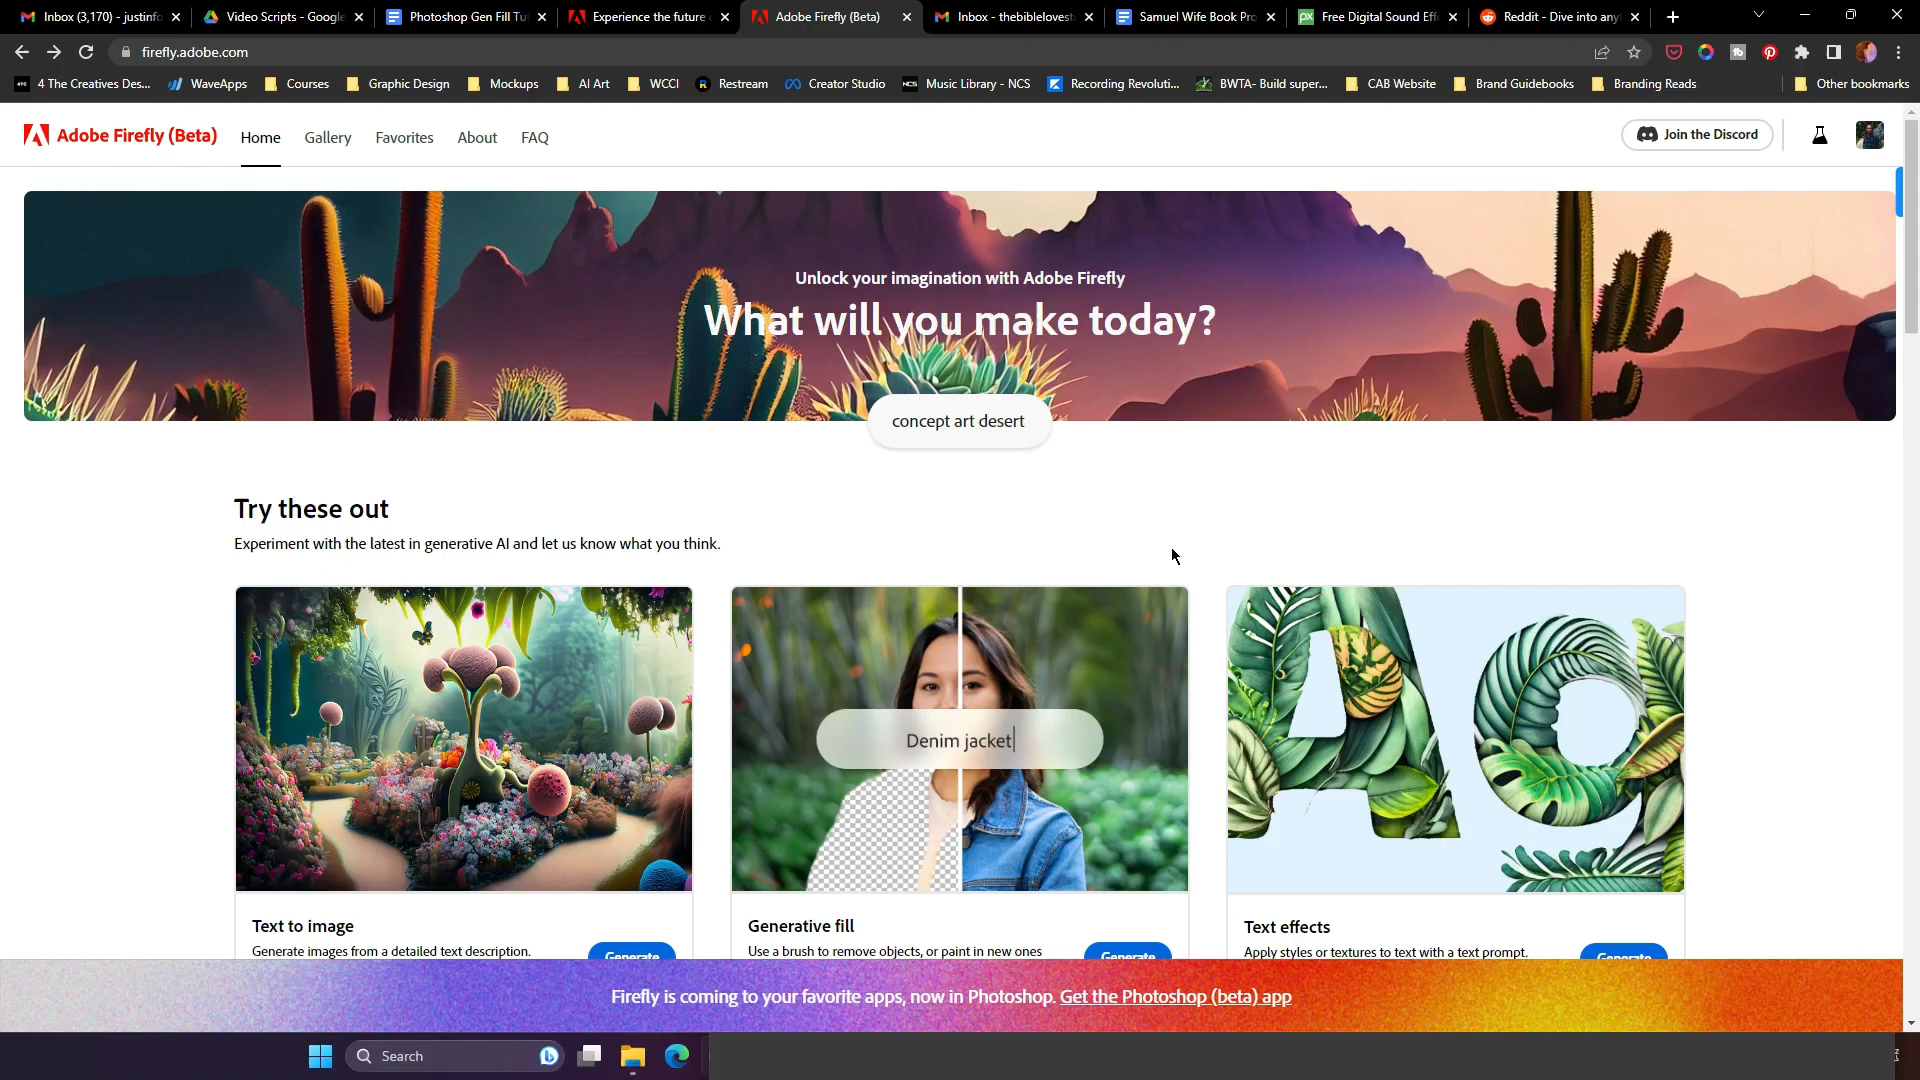 Inbox (3,170) - justinfo
Video Scripts - Google
Photoshop Gen Fill Tu
Experience the future
Adobe Firefly (Beta)
Inbox - thebiblelovest
Samuel Wife Book Pro
Free Digital Sound Eff
Reddit - Dive into any
firefly.adobe.com
4 The Creatives Des...
WaveApps
Courses
Graphic Design
Mockups
AI Art
WCCI
Restream
Creator Studio
Music Library - NCS
Recording Revoluti...
BWTA- Build super...
CAB Website
Brand Guidebooks
Branding Reads
Other bookmarks
Adobe Firefly (Beta)
Home
Gallery
Favorites
About
FAQ
Join the Discord
Unlock your imagination with Adobe Firefly
What will you make today?
concept art desert
Try these out
Experiment with the latest in generative AI and let us know what you think.
Denim jacket
Text to image
Generate images from a detailed text description.
Generate
Generative fill
Use a brush to remove objects, or paint in new ones
Generate
Text effects
Apply styles or textures to text with a text prompt.
Generate
Firefly is coming to your favorite apps, now in Photoshop. Get the Photoshop (beta) app
Search